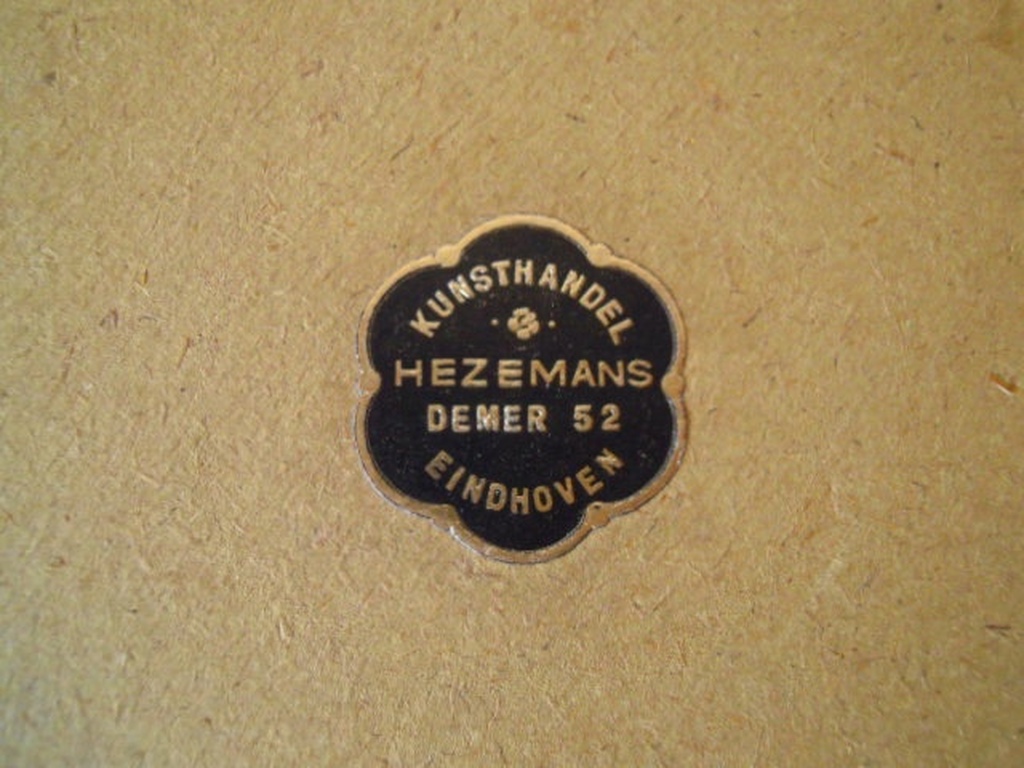 KUNSTHANDEL
HEZEMANS
DEMER 52
EINDHOVEN